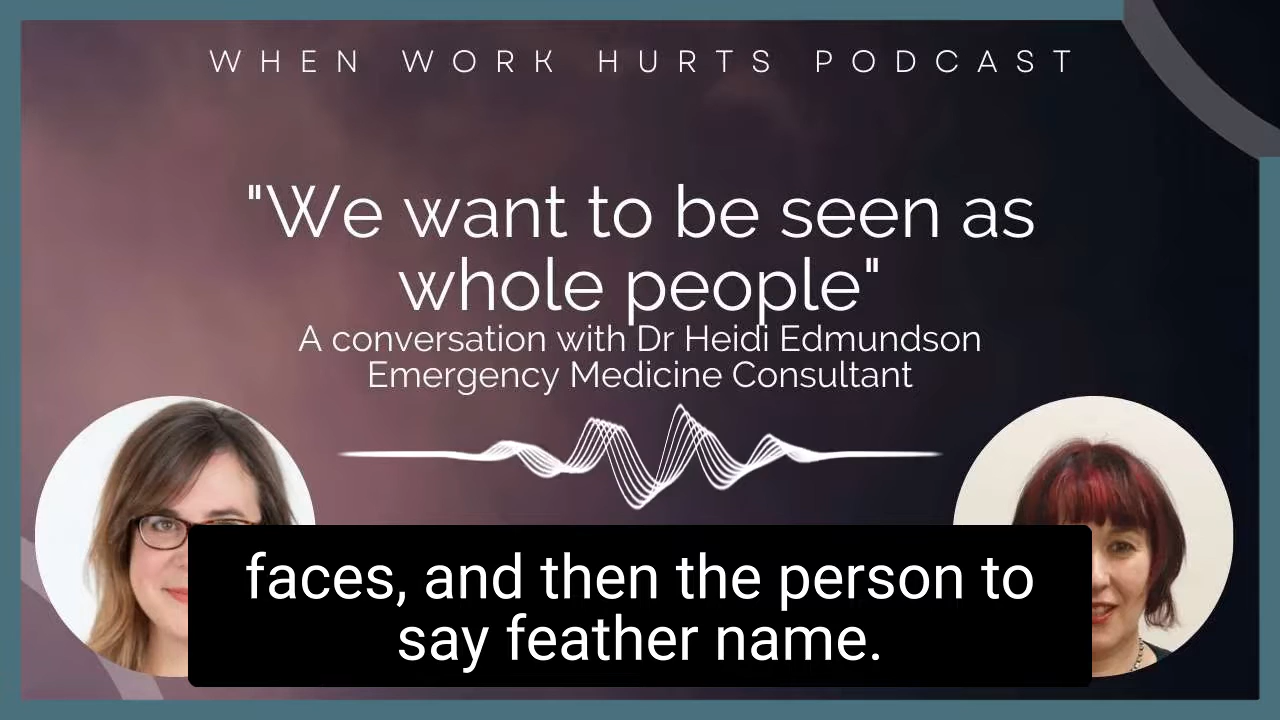 WHEN WORK HURTS PODCAST
"We want to be seen as
whole people"
A conversation with Dr Heidi Edmundson
Emergency Medicine Consultant
faces, and then the person to
say feather name.